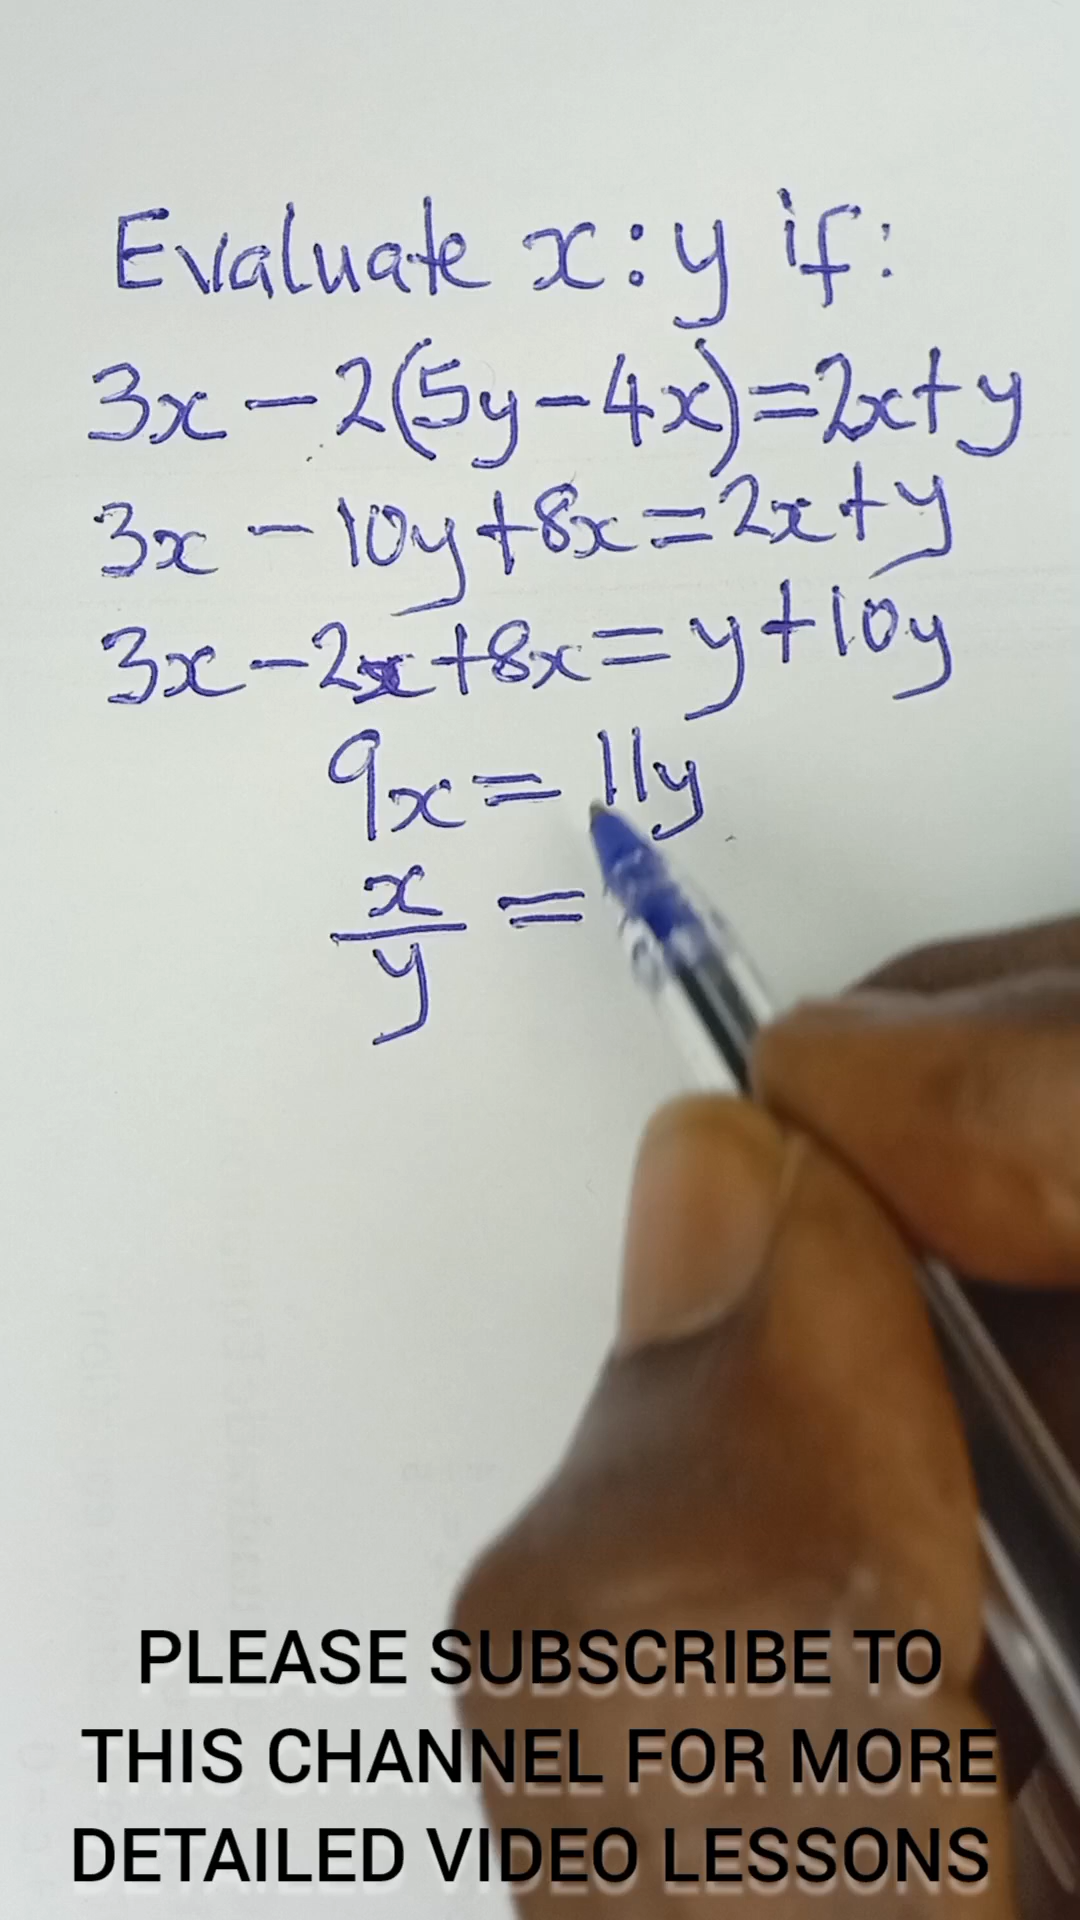 Evaluate x:y if:
3x - 2(5y - 4x) = 2x + y
3x - 10y + 8x = 2x + y
3x - 2x + 8x = y + 10y
9x = 11y
x/y =
PLEASE SUBSCRIBE TO
THIS CHANNEL FOR MORE
DETAILED VIDEO LESSONS